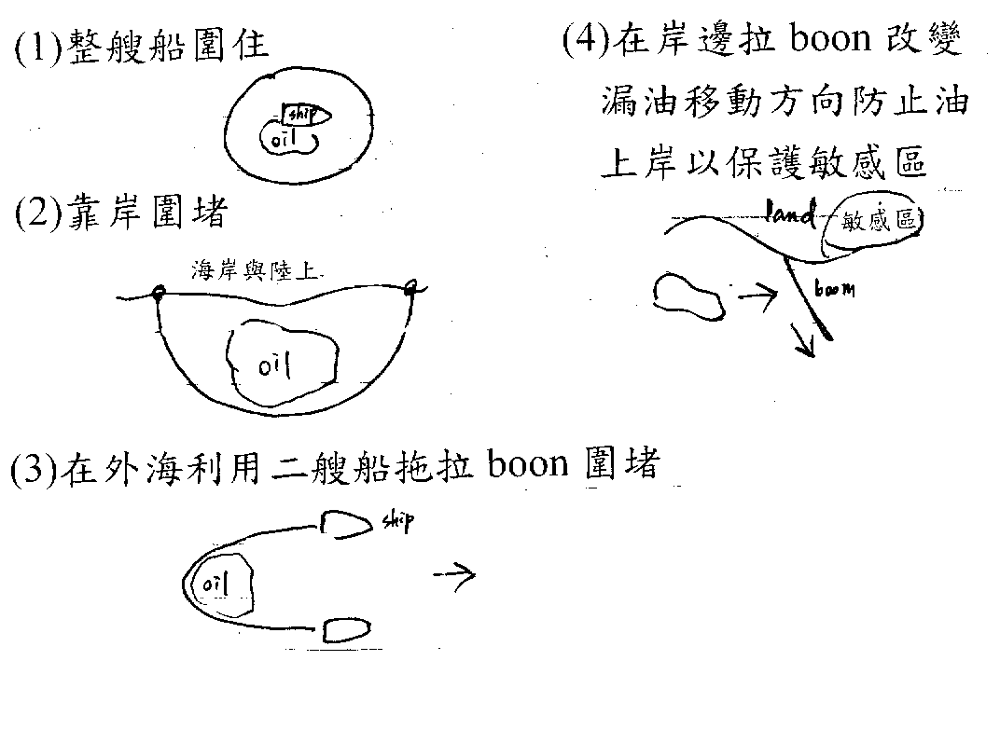 (1)整艘船圍住
ship
oil
(2)靠岸圍堵
海岸與陸上
oil
(3)在外海利用二艘船拖拉 boon 圍堵
ship
oil
(4)在岸邊拉 boon 改變
漏油移動方向防止油
上岸以保護敏感區
land
敏感區
boom